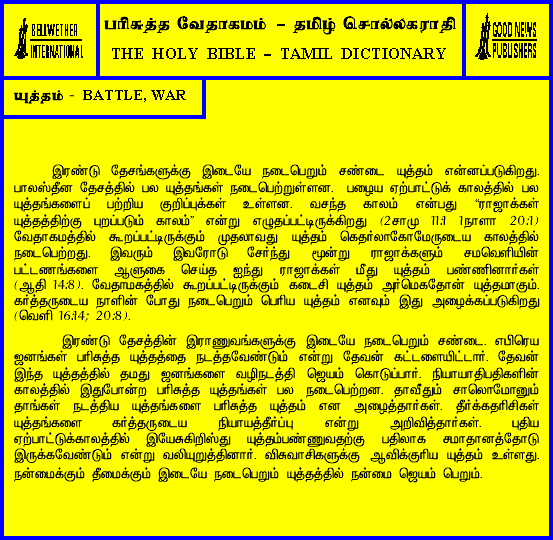 BELLWETHER
INTERNATIONAL
பரிசுத்த வேதாகமம் – தமிழ் சொல்லகராதி
THE HOLY BIBLE – TAMIL DICTIONARY
GOOD NEWS
PUBLISHERS
யுத்தம் - BATTLE, WAR
இரண்டு தேசங்களுக்கு இடையே நடைபெறும் சண்டை யுத்தம் என்னப்படுகிறது.
பாலஸ்தீன தேசத்தில் பல யுத்தங்கள் நடைபெற்றுள்ளன. பழைய ஏற்பாட்டுக் காலத்தில் பல
யுத்தங்களைப் பற்றிய குறிப்புக்கள் உள்ளன. வசந்த காலம் என்பது “ராஜாக்கள்
யுத்தத்திற்கு புறப்படும் காலம்” என்று எழுதப்பட்டிருக்கிறது (2சாமு 11:1 1நாளா 20:1)
வேதாகமத்தில் கூறப்பட்டிருக்கும் முதலாவது யுத்தம் கெதர்லாகோமேருடைய காலத்தில்
நடைபெற்றது. இவரும் இவரோடு சேர்ந்து மூன்று ராஜாக்களும் சமவெளியின்
பட்டணங்களை ஆளுகை செய்த ஐந்து ராஜாக்கள் மீது யுத்தம் பண்ணினார்கள்
(ஆதி 14:8). வேதாமகத்தில் கூறப்பட்டிருக்கும் கடைசி யுத்தம் அர்மெகதோன் யுத்தமாகும்.
கர்த்தருடைய நாளின் போது நடைபெறும் பெரிய யுத்தம் எனவும் இது அழைக்கப்படுகிறது
(வெளி 16:14; 20:8).
இரண்டு தேசத்தின் இராணுவங்களுக்கு இடையே நடைபெறும் சண்டை. எபிரெய
ஜனங்கள் பரிசுத்த யுத்தத்தை நடத்தவேண்டும் என்று தேவன் கட்டளையிட்டார். தேவன்
இந்த யுத்தத்தில் தமது ஜனங்களை வழிநடத்தி ஜெயம் கொடுப்பார். நியாயாதிபதிகளின்
காலத்தில் இதுபோன்ற பரிசுத்த யுத்தங்கள் பல நடைபெற்றன. தாவீதும் சாலொமோனும்
தாங்கள் நடத்திய யுத்தங்களை பரிசுத்த யுத்தம் என அழைத்தார்கள். தீர்க்கதரிசிகள்
யுத்தங்களை கர்த்தருடைய நியாயத்தீர்ப்பு என்று அறிவித்தார்கள். புதிய
ஏற்பாட்டுக்காலத்தில் இயேசுகிறிஸ்து யுத்தம்பண்ணுவதற்கு பதிலாக சமாதானத்தோடு
இருக்கவேண்டும் என்று வலியுறுத்தினார். விசுவாசிகளுக்கு ஆவிக்குரிய யுத்தம் உள்ளது.
நன்மைக்கும் தீமைக்கும் இடையே நடைபெறும் யுத்தத்தில் நன்மை ஜெயம் பெறும்.